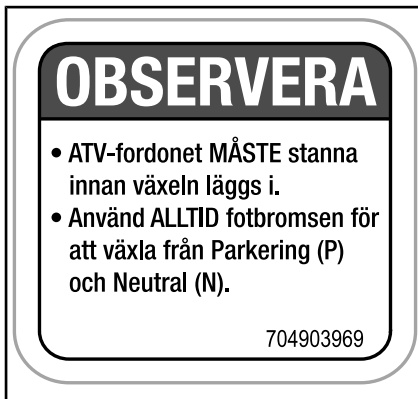 OBSERVERA
• ATV-fordonet MÅSTE stanna
innan växeln läggs i.
• Använd ALLTID fotbromsen för
att växla från Parkering (P)
och Neutral (N).
704903969